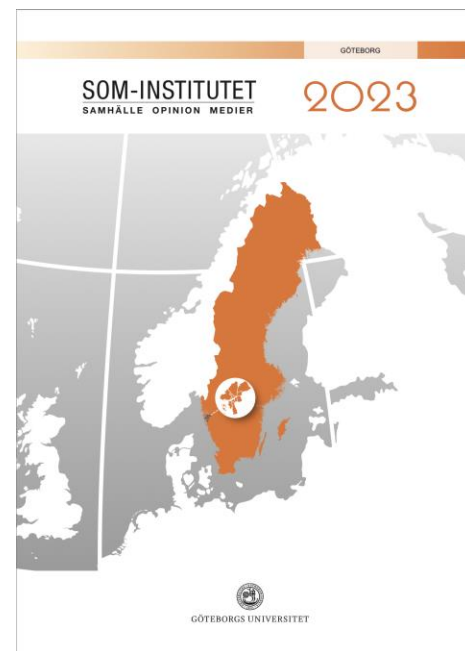 GÖTEBORG
SOM-INSTITUTET
SAMHÄLLE OPINION MEDIER
2023
GÖTEBORGS UNIVERSITET